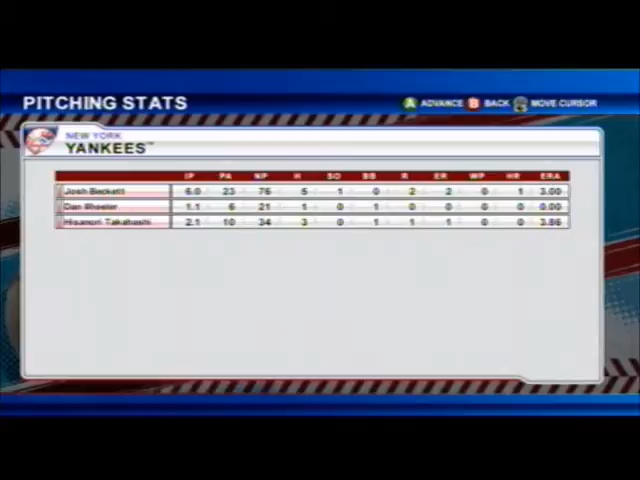 PITCHING STATS
A ADVANCE B BACK MOVE CURSOR
NEW YORK
YANKEES™
IP PA NP H SO BB R ER WP HR ERA
Josh Beckett 6.0 23 76 5 1 0 2 2 0 1 3.00
Dan Wheeler 1.1 6 21 1 0 1 0 0 0 0 0.00
Hisanori Takahashi 2.1 10 34 3 0 1 1 1 0 0 3.86